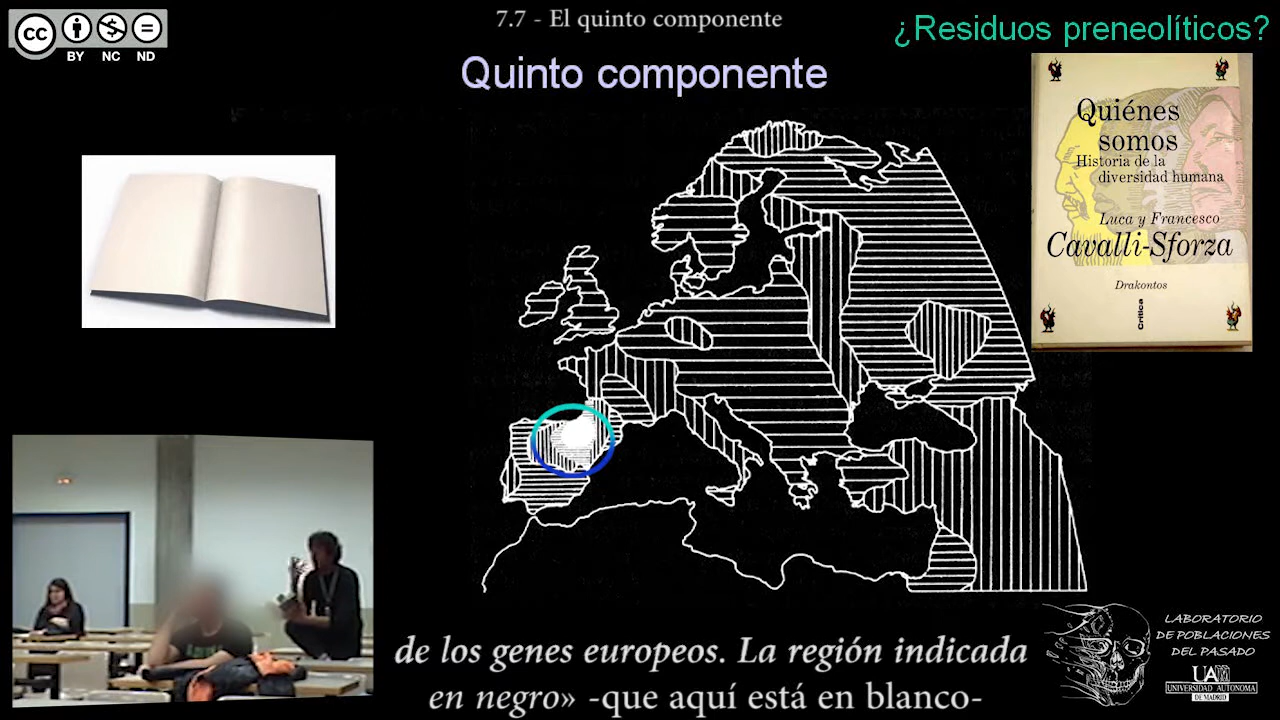 cc
BY NC ND
7.7 - El quinto componente
¿Residuos preneolíticos?
Quinto componente
Quiénes
somos
Historia de la
diversidad humana
Luca y Francesco
Cavalli-Sforza
Drakontos
Crítica
de los genes europeos. La región indicada
en negro» -que aquí está en blanco-
LABORATORIO
DE POBLACIONES
DEL PASADO
UAM
UNIVERSIDAD AUTONOMA
DE MADRID